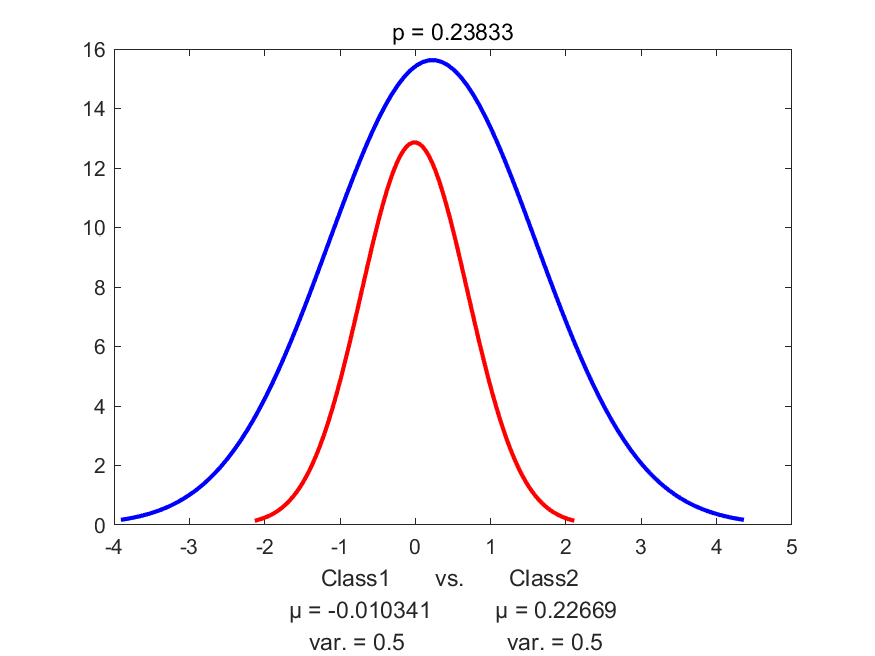 p = 0.23833
16
14
12
10
8
6
4
2
0
-4 -3 -2 -1 0 1 2 3 4 5
Class1 vs. Class2
μ = -0.010341 μ = 0.22669
var. = 0.5 var. = 0.5